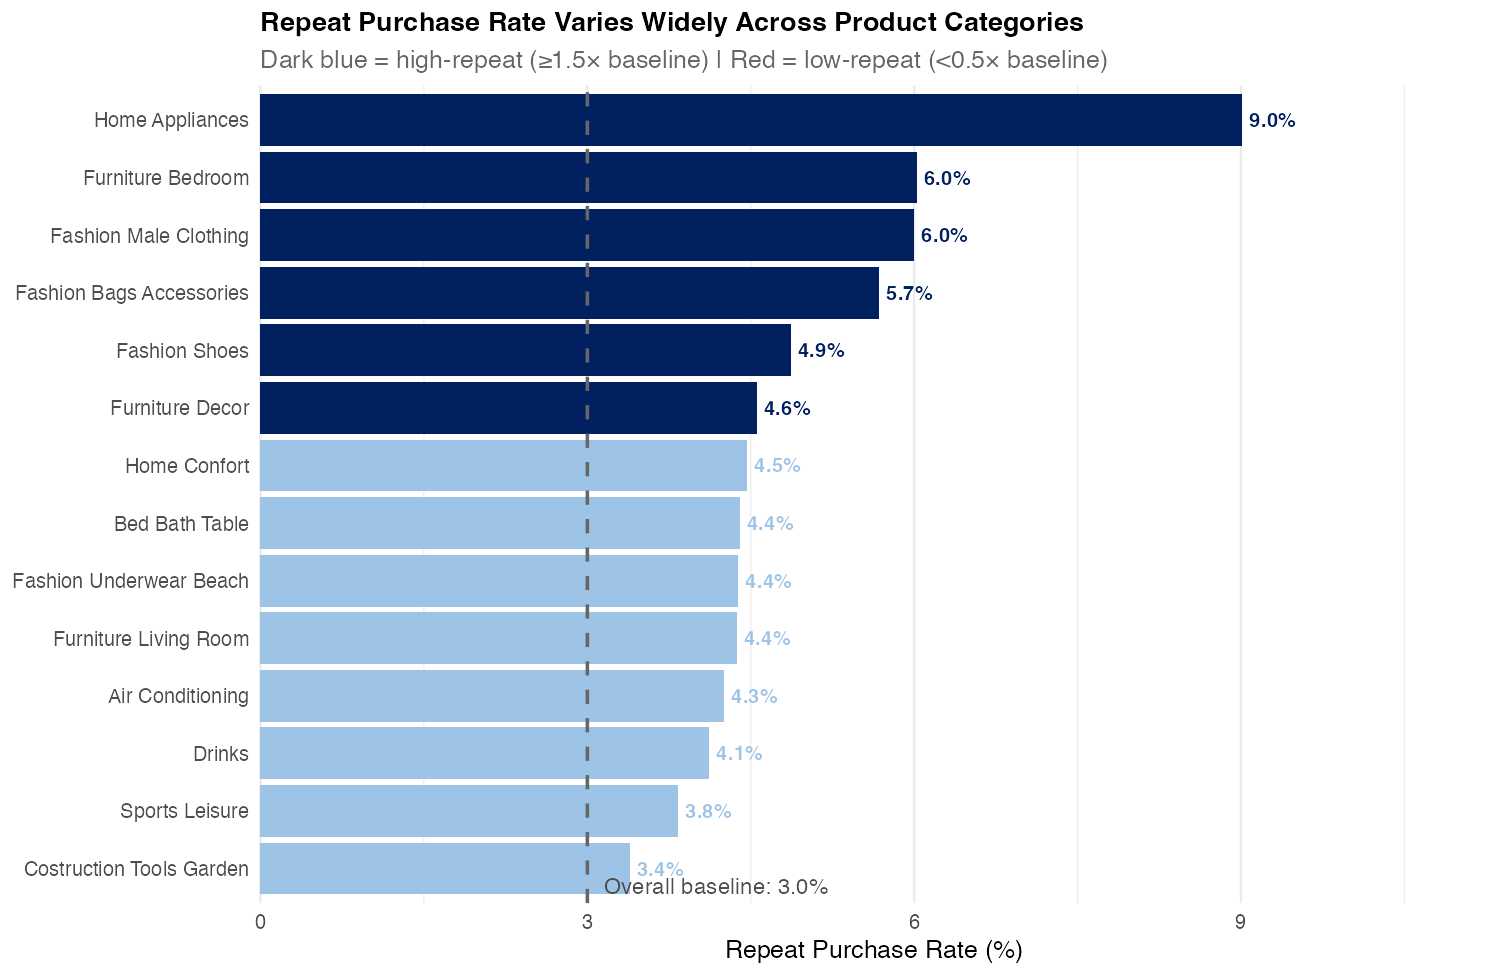 Repeat Purchase Rate Varies Widely Across Product Categories
Dark blue = high-repeat (≥1.5× baseline) | Red = low-repeat (<0.5× baseline)
Home Appliances 9.0%
Furniture Bedroom 6.0%
Fashion Male Clothing 6.0%
Fashion Bags Accessories 5.7%
Fashion Shoes 4.9%
Furniture Decor 4.6%
Home Confort 4.5%
Bed Bath Table 4.4%
Fashion Underwear Beach 4.4%
Furniture Living Room 4.4%
Air Conditioning 4.3%
Drinks 4.1%
Sports Leisure 3.8%
Costruction Tools Garden 3.4%
Overall baseline: 3.0%
0 3 6 9
Repeat Purchase Rate (%)